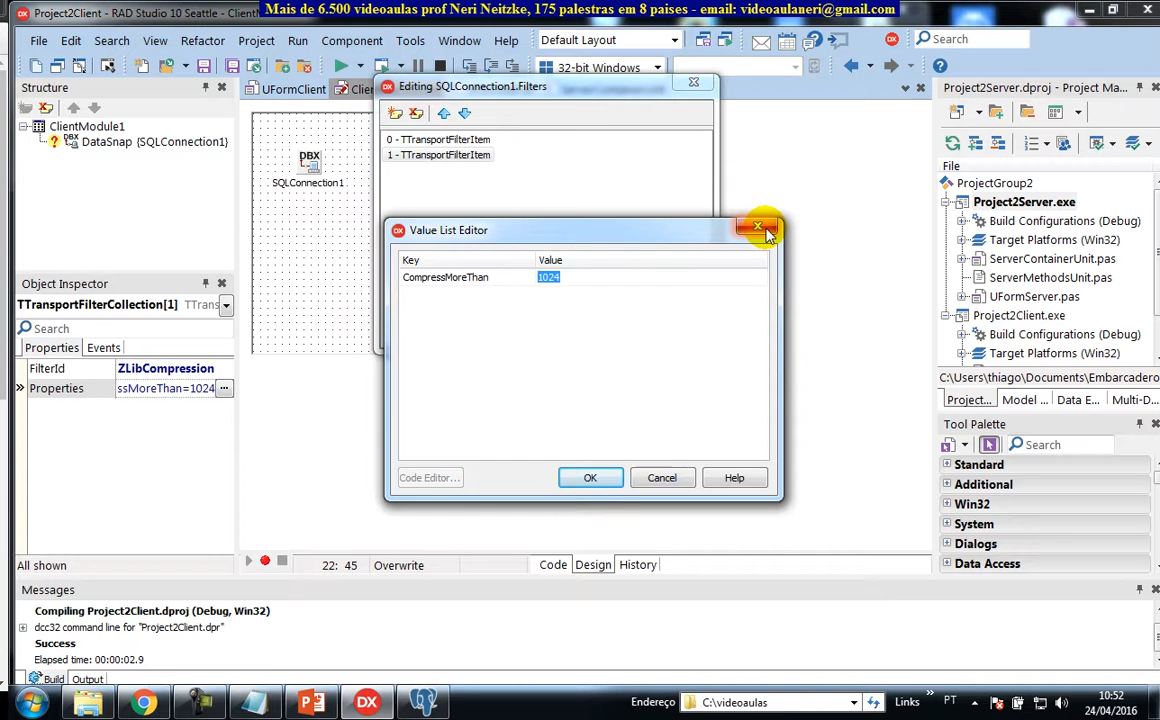 Mais de 6.500 videoaulas prof Neri Neitzke, 175 palestras em 8 paises - email: videoaulaneri@gmail.com
Project2Client - RAD Studio 10 Seattle - Client
File Edit Search View Refactor Project Run Component Tools Window Help
Default Layout
Search
32-bit Windows
Structure
ClientModule1
DataSnap {SQLConnection1}
UFormClient
Clien
DBX
SQLConnection1
Editing SQLConnection1.Filters
0 - TTransportFilterItem
1 - TTransportFilterItem
Value List Editor
Key Value
CompressMoreThan 1024
Code Editor...
OK
Cancel
Help
Object Inspector
TTransportFilterCollection[1] TTrans
Search
Properties Events
FilterId ZLibCompression
Properties ssMoreThan=1024
All shown
22: 45 Overwrite
Code Design History
Project2Server.dproj - Project Ma...
File
ProjectGroup2
Project2Server.exe
Build Configurations (Debug)
Target Platforms (Win32)
ServerContainerUnit.pas
ServerMethodsUnit.pas
UFormServer.pas
Project2Client.exe
Build Configurations (Debug)
Target Platforms (Win32)
C:\Users\thiago\Documents\Embarcadero
Project... Model ... Data E... Multi-D...
Tool Palette
Search
Standard
Additional
Win32
System
Dialogs
Data Access
Messages
Compiling Project2Client.dproj (Debug, Win32)
dcc32 command line for "Project2Client.dpr"
Success
Elapsed time: 00:00:02.9
Build Output
Endereço C:\videoaulas
Links
PT
10:52
24/04/2016